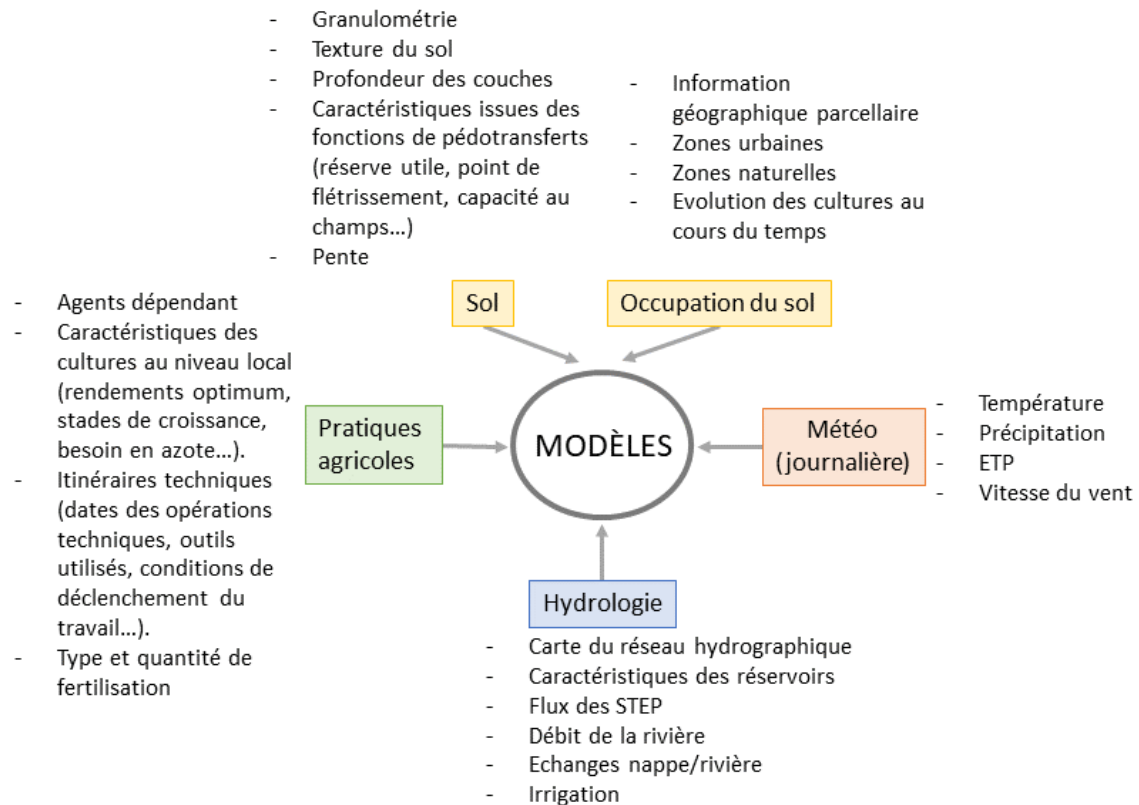 - Granulométrie
- Texture du sol
- Profondeur des couches
- Caractéristiques issues des
fonctions de pédotransferts
(réserve utile, point de
flétrissement, capacité au
champs...)
- Pente
- Information
géographique parcellaire
- Zones urbaines
- Zones naturelles
- Evolution des cultures au
cours du temps
Sol
Occupation du sol
- Agents dépendant
- Caractéristiques des
cultures au niveau local
(rendements optimum,
stades de croissance,
besoin en azote...).
- Itinéraires techniques
(dates des opérations
techniques, outils
utilisés, conditions de
déclenchement du
travail...).
- Type et quantité de
fertilisation
Pratiques
agricoles
MODÈLES
Météo
(journalière)
- Température
- Précipitation
- ETP
- Vitesse du vent
Hydrologie
- Carte du réseau hydrographique
- Caractéristiques des réservoirs
- Flux des STEP
- Débit de la rivière
- Echanges nappe/rivière
- Irrigation